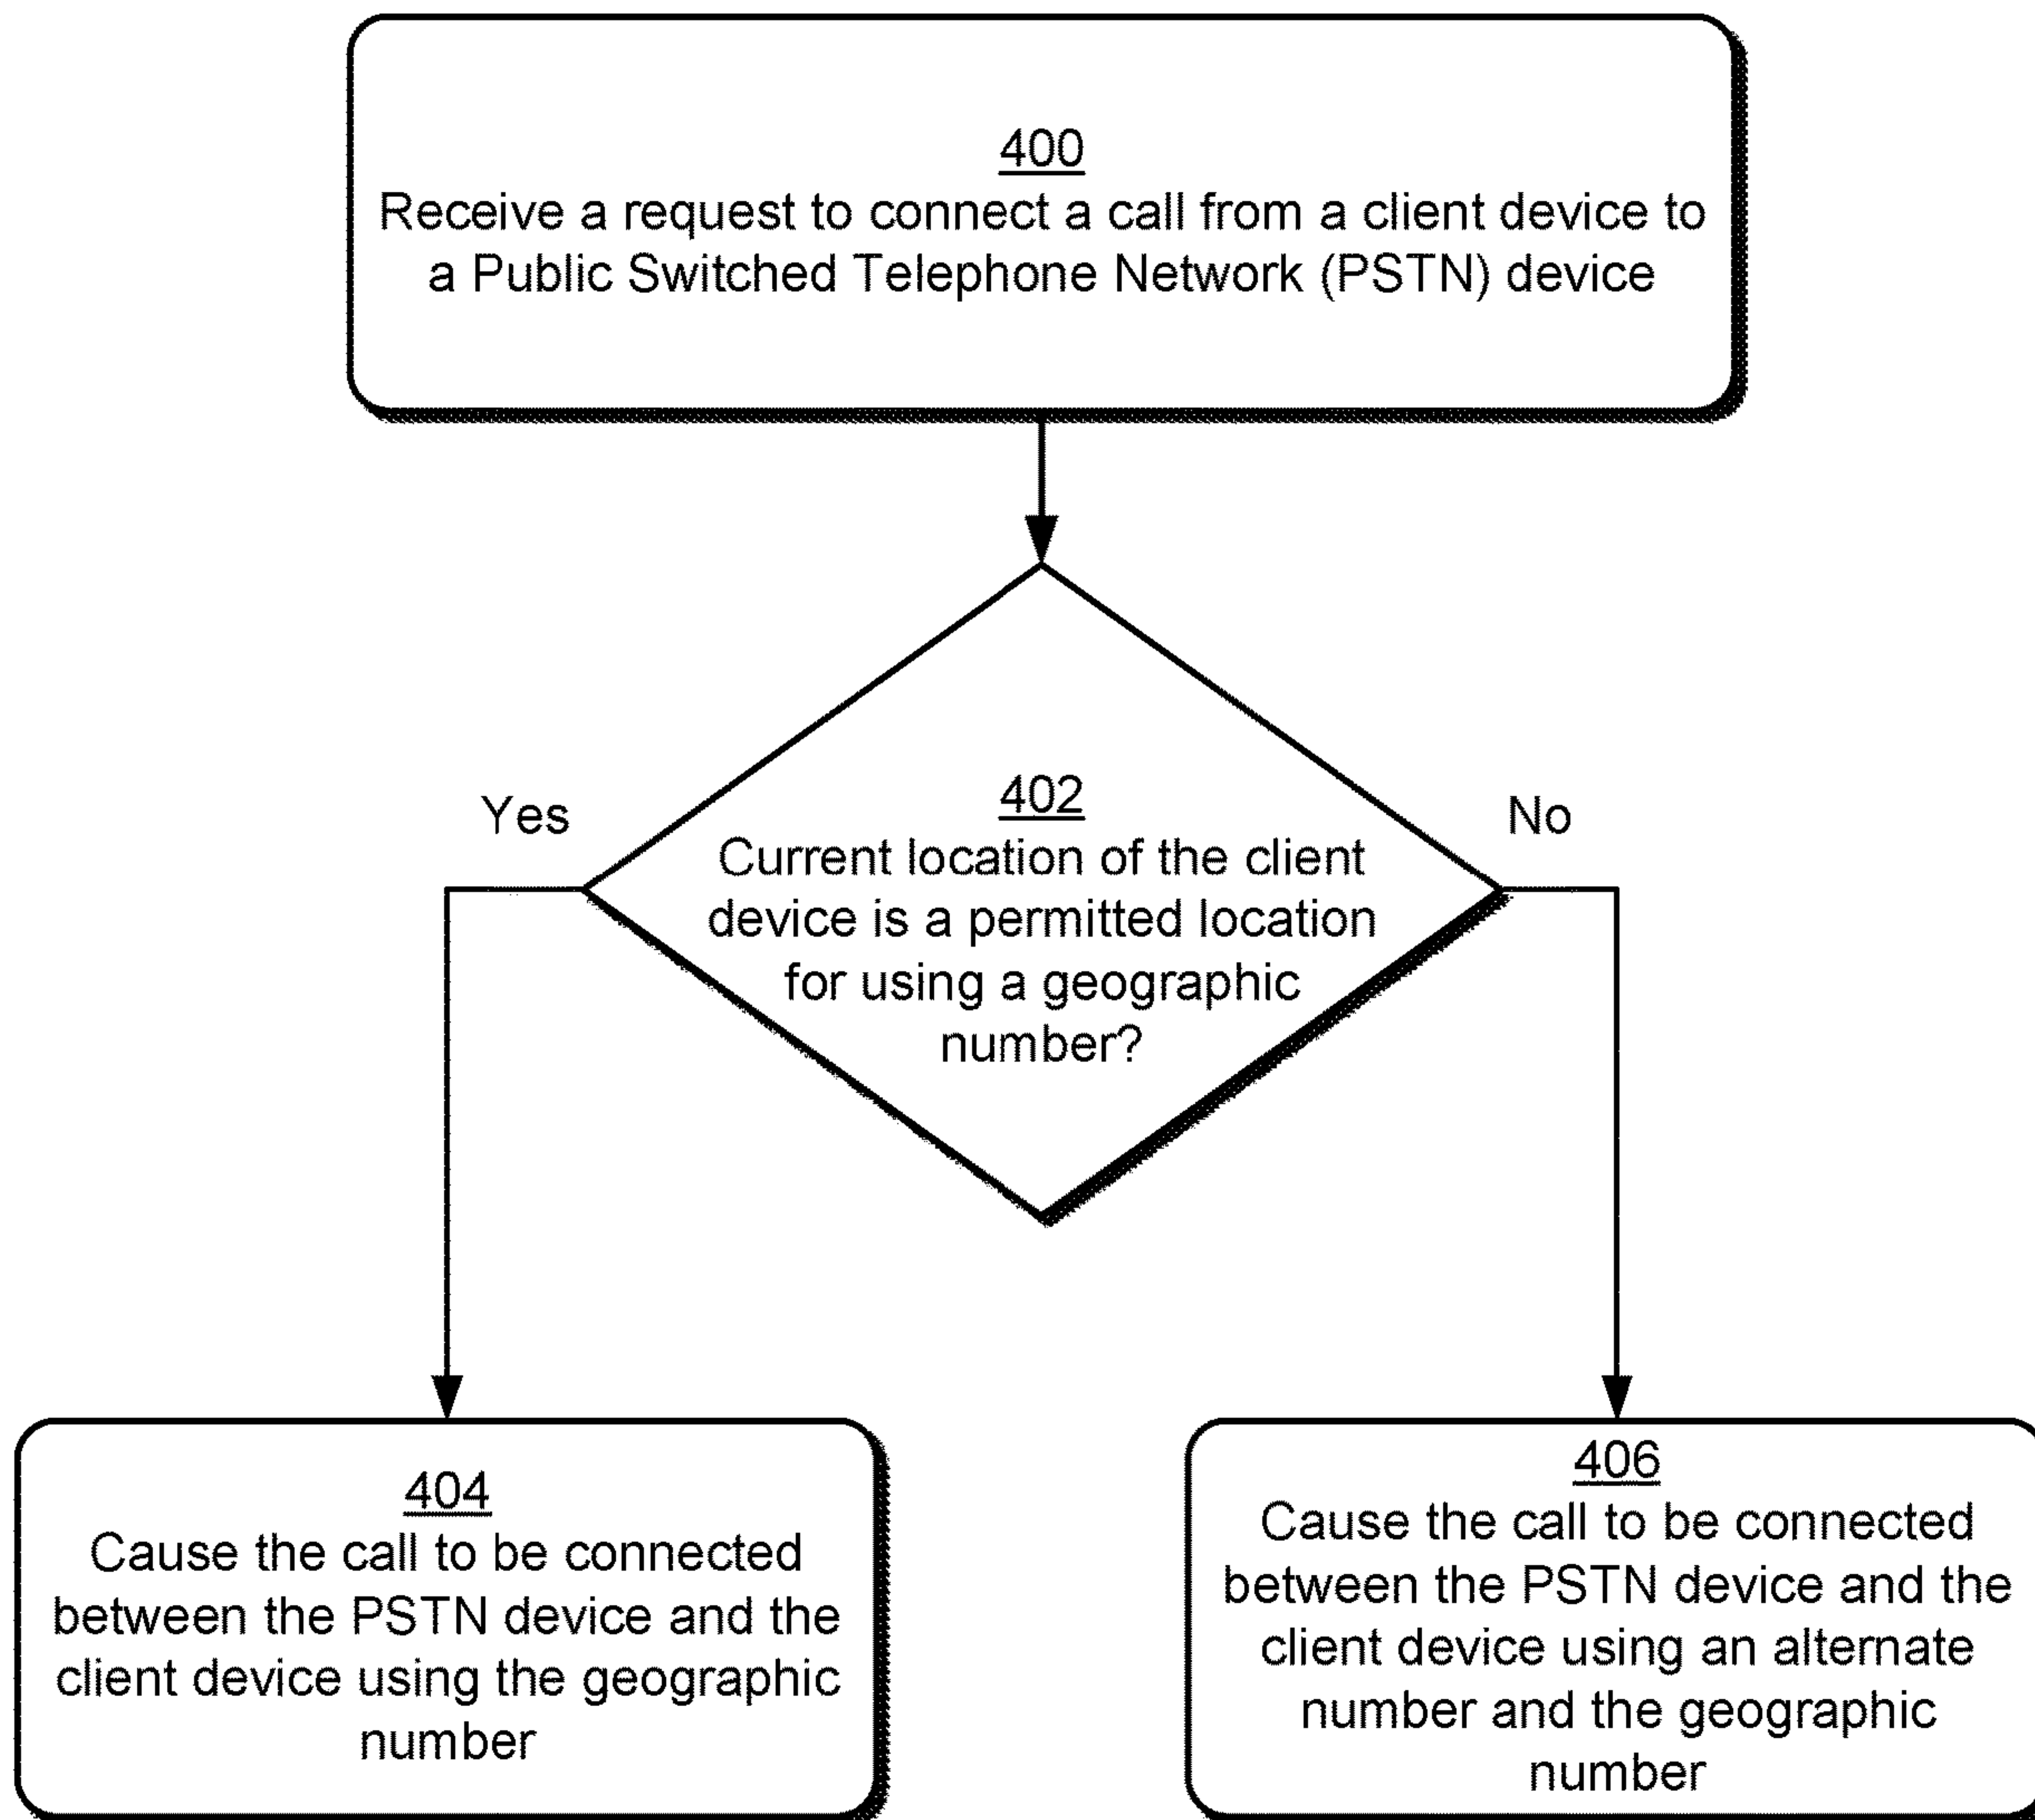 400
Receive a request to connect a call from a client device to
a Public Switched Telephone Network (PSTN) device
402
Current location of the client
device is a permitted location
for using a geographic
number?
Yes
No
404
Cause the call to be connected
between the PSTN device and the
client device using the geographic
number
406
Cause the call to be connected
between the PSTN device and the
client device using an alternate
number and the geographic
number